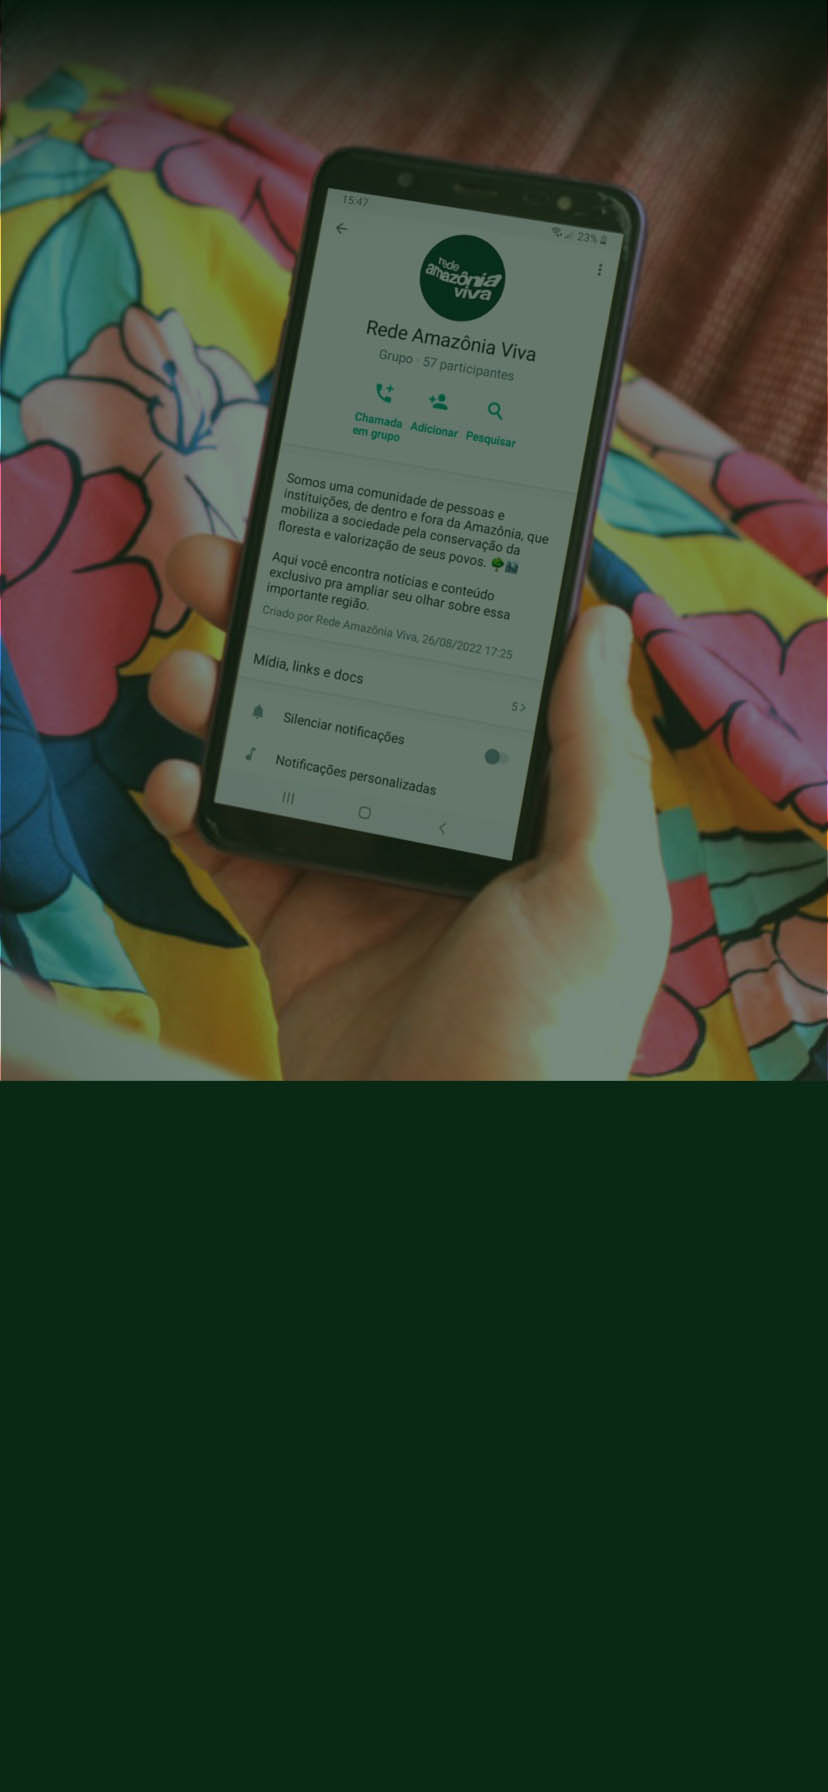 15:47
23%
rede
amazônia
viva
Rede Amazônia Viva
Grupo · 57 participantes
Chamada
em grupo
Adicionar
Pesquisar
Somos uma comunidade de pessoas e
instituições, de dentro e fora da Amazônia, que
mobiliza a sociedade pela conservação da
floresta e valorização de seus povos. 🌳🏞
Aqui você encontra notícias e conteúdo
exclusivo pra ampliar seu olhar sobre essa
importante região.
Criado por Rede Amazônia Viva, 26/08/2022 17:25
Mídia, links e docs
5 >
Silenciar notificações
Notificações personalizadas